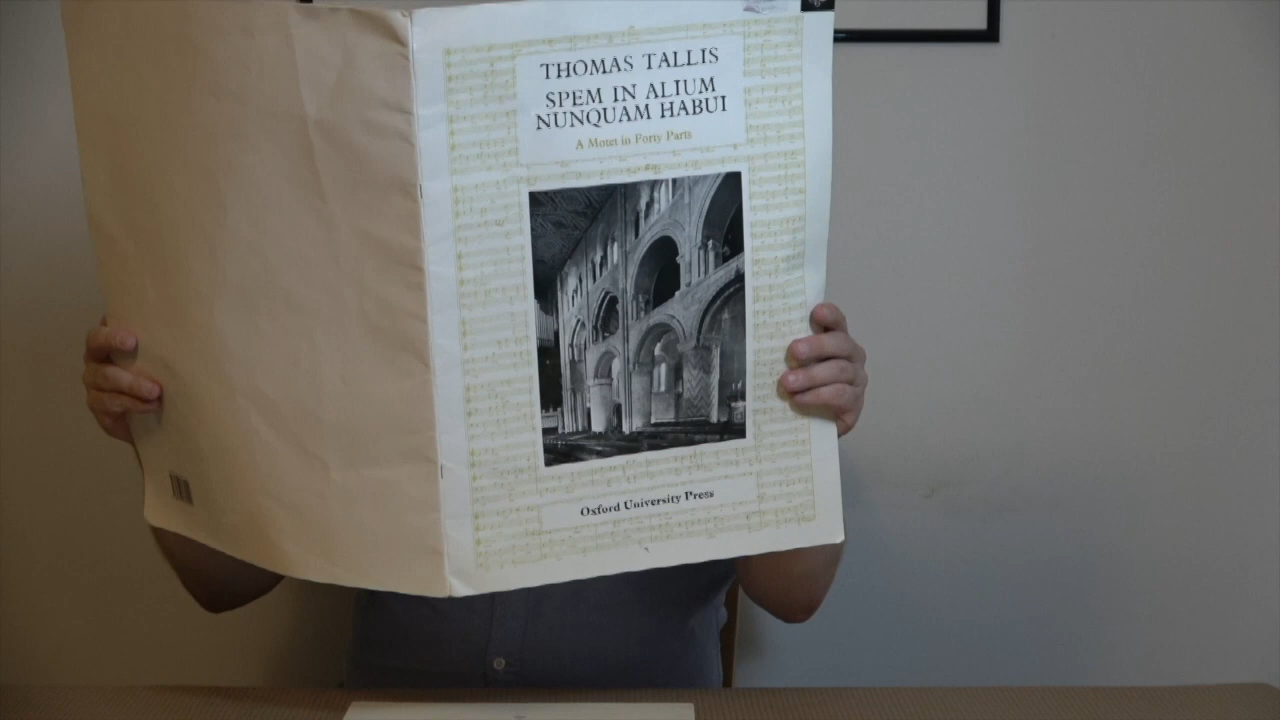 THOMAS TALLIS
SPEM IN ALIUM
NUNQUAM HABUI
A Motet in Forty Parts
Oxford University Press